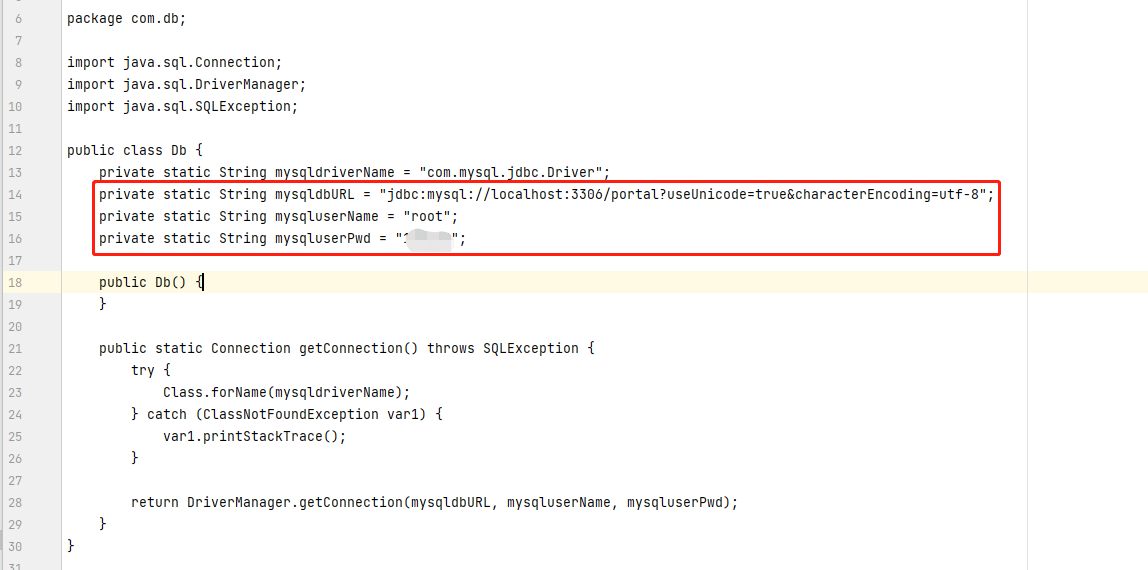 6 package com.db;
7
8 import java.sql.Connection;
9 import java.sql.DriverManager;
10 import java.sql.SQLException;
11
12 public class Db {
13     private static String mysqldriverName = "com.mysql.jdbc.Driver";
14     private static String mysqldbURL = "jdbc:mysql://localhost:3306/portal?useUnicode=true&characterEncoding=utf-8";
15     private static String mysqluserName = "root";
16     private static String mysqluserPwd = "";
17
18     public Db() {
19     }
20
21     public static Connection getConnection() throws SQLException {
22         try {
23             Class.forName(mysqldriverName);
24         } catch (ClassNotFoundException var1) {
25             var1.printStackTrace();
26         }
27
28         return DriverManager.getConnection(mysqldbURL, mysqluserName, mysqluserPwd);
29     }
30 }
31